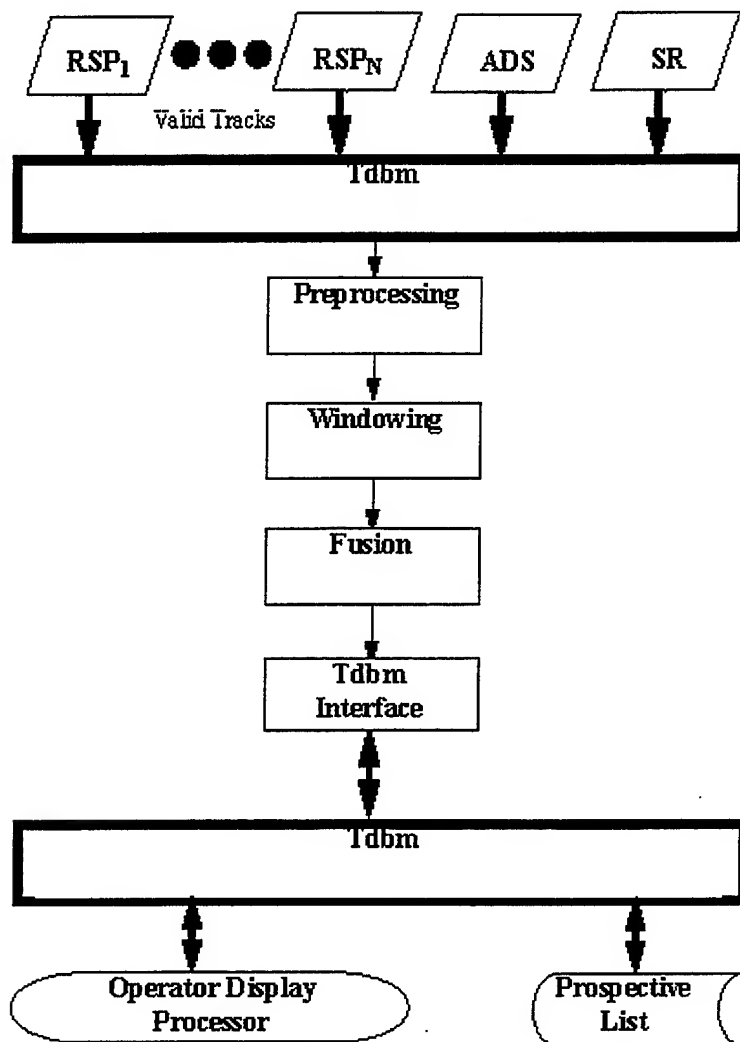 RSP1 RSPN ADS SR
Valid Tracks
Tdbm
Preprocessing
Windowing
Fusion
Tdbm
Interface
Tdbm
Operator Display
Processor
Prospective
List